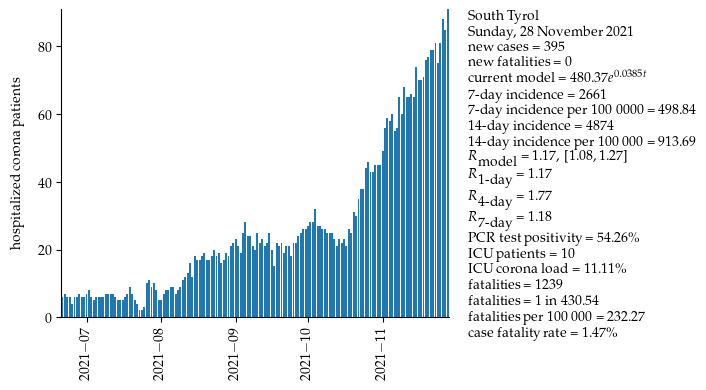 hospitalized corona patients
80
60
40
20
0
2021−07
2021−08
2021−09
2021−10
2021−11
South Tyrol
Sunday, 28 November 2021
new cases = 395
new fatalities = 0
current model = 480.37e^0.0385t
7-day incidence = 2661
7-day incidence per 100 0000 = 498.84
14-day incidence = 4874
14-day incidence per 100 000 = 913.69
R_model = 1.17, [1.08, 1.27]
R_1-day = 1.17
R_4-day = 1.77
R_7-day = 1.18
PCR test positivity = 54.26%
ICU patients = 10
ICU corona load = 11.11%
fatalities = 1239
fatalities = 1 in 430.54
fatalities per 100 000 = 232.27
case fatality rate = 1.47%